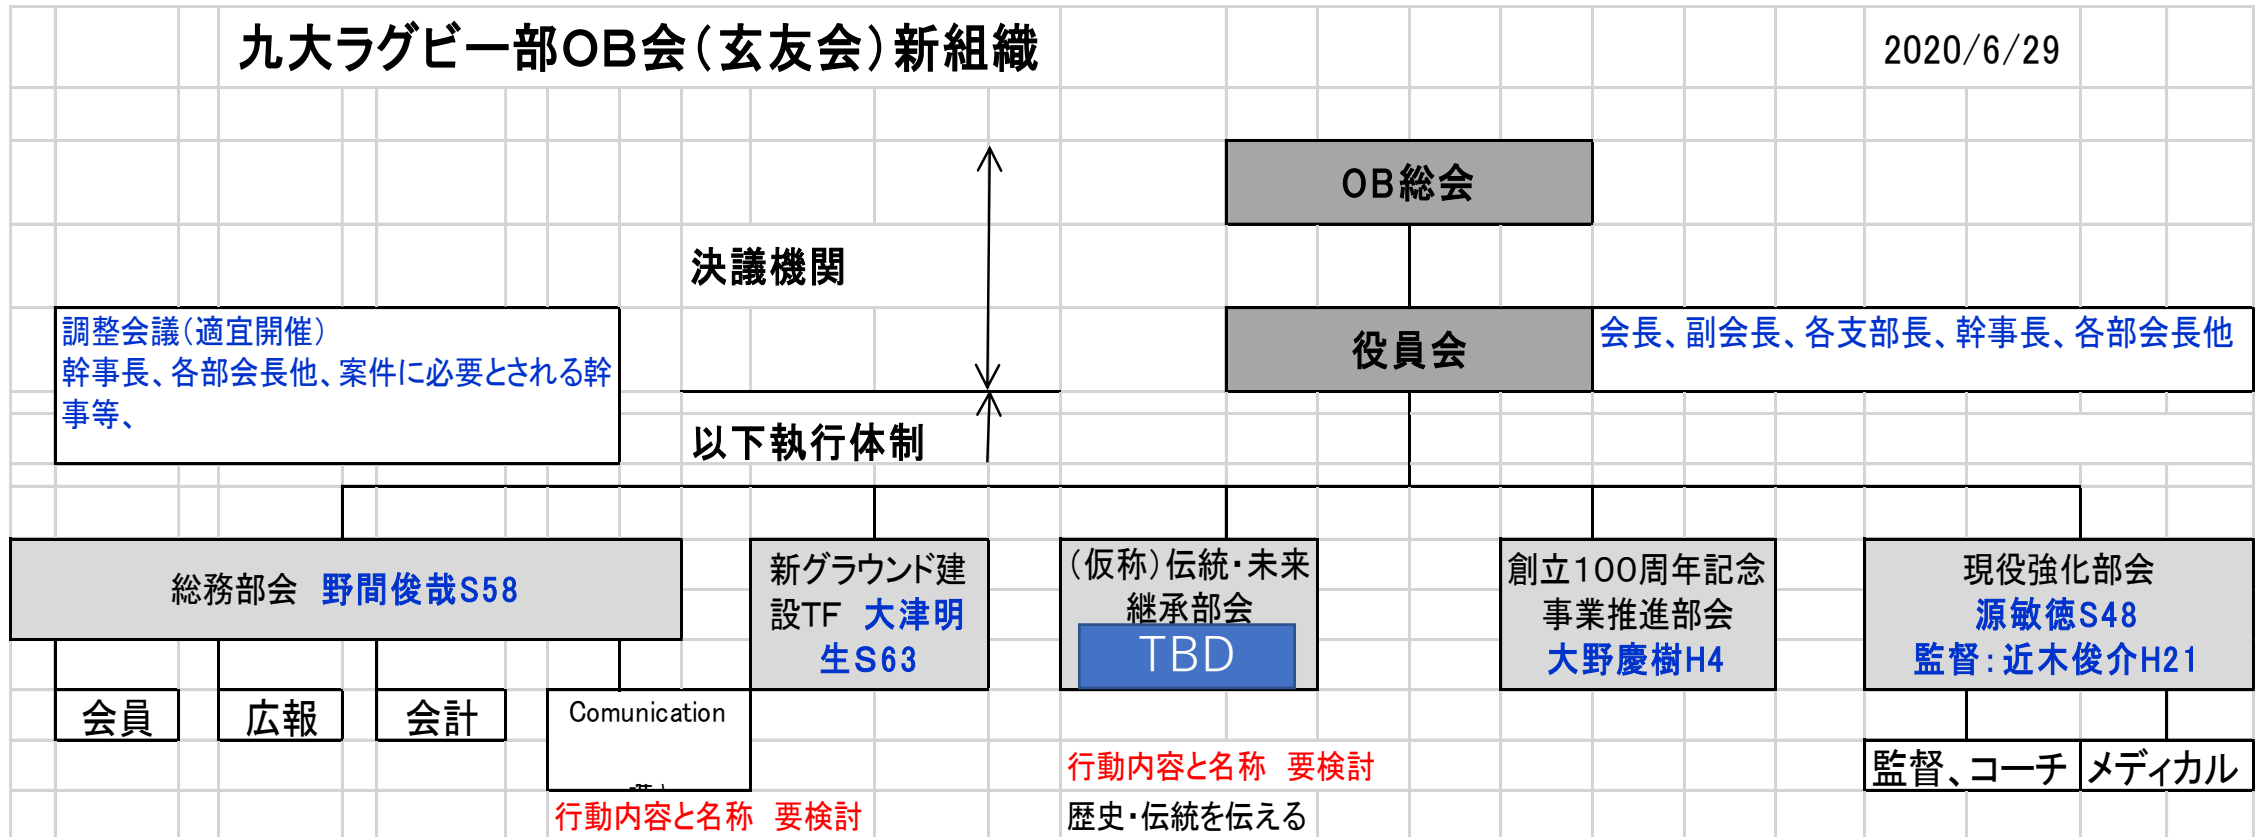 九大ラグビー部OB会(玄友会)新組織
2020/6/29
OB総会
決議機関
調整会議(適宜開催)
幹事長、各部会長他、案件に必要とされる幹
事等、
役員会
会長、副会長、各支部長、幹事長、各部会長他
以下執行体制
総務部会 野間俊哉S58
新グラウンド建
設TF 大津明
生S63
(仮称)伝統・未来
継承部会
TBD
創立100周年記念
事業推進部会
大野慶樹H4
現役強化部会
源敏徳S48
監督:近木俊介H21
会員
広報
会計
Comunication
監督、コーチ
メディカル
行動内容と名称 要検討
行動内容と名称 要検討
歴史・伝統を伝える